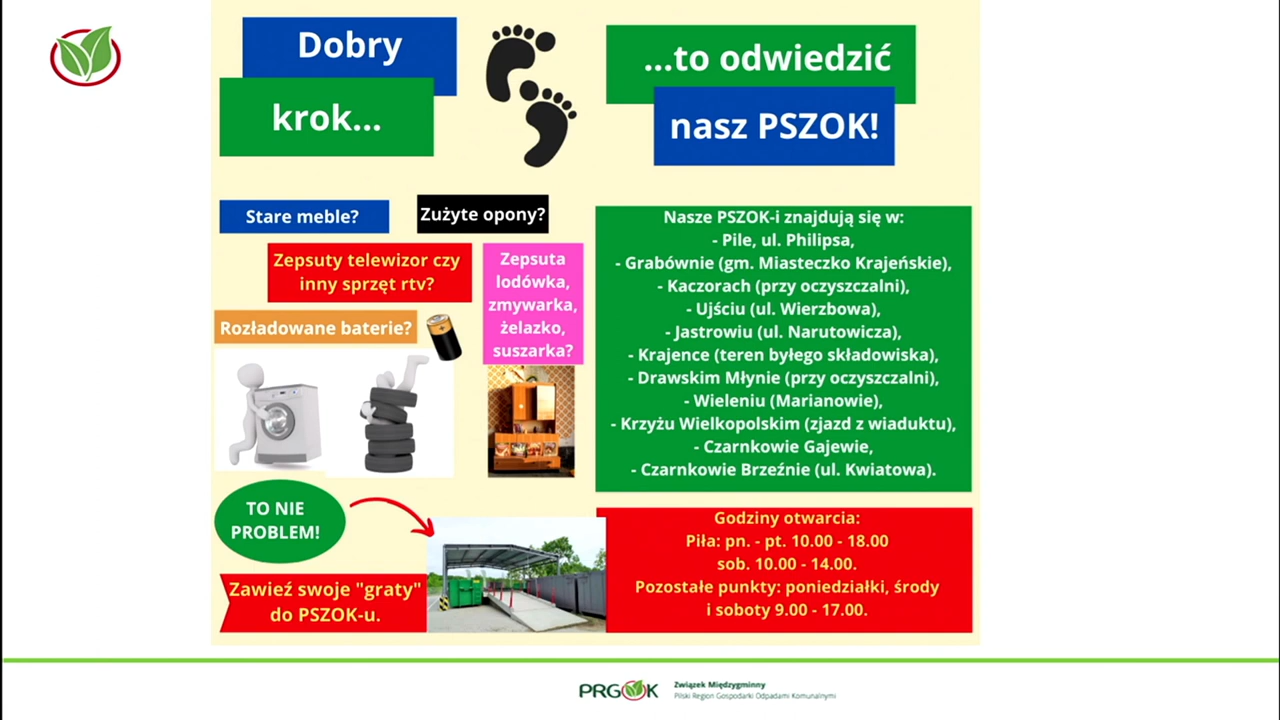 Dobry
krok...
...to odwiedzić
nasz PSZOK!
Stare meble?
Zużyte opony?
Zepsuty telewizor czy
inny sprzęt rtv?
Zepsuta
lodówka,
zmywarka,
żelazko,
suszarka?
Rozładowane baterie?
TO NIE
PROBLEM!
Zawieź swoje "graty"
do PSZOK-u.
Nasze PSZOK-i znajdują się w:
- Pile, ul. Philipsa,
- Grabównie (gm. Miasteczko Krajeńskie),
- Kaczorach (przy oczyszczalni),
- Ujściu (ul. Wierzbowa),
- Jastrowiu (ul. Narutowicza),
- Krajence (teren byłego składowiska),
- Drawskim Młynie (przy oczyszczalni),
- Wieleniu (Marianowie),
- Krzyżu Wielkopolskim (zjazd z wiaduktu),
- Czarnkowie Gajewie,
- Czarnkowie Brzeźnie (ul. Kwiatowa).
Godziny otwarcia:
Piła: pn. - pt. 10.00 - 18.00
sob. 10.00 - 14.00.
Pozostałe punkty: poniedziałki, środy
i soboty 9.00 - 17.00.
PRGOK
Związek Międzygminny
Pilski Region Gospodarki Odpadami Komunalnymi